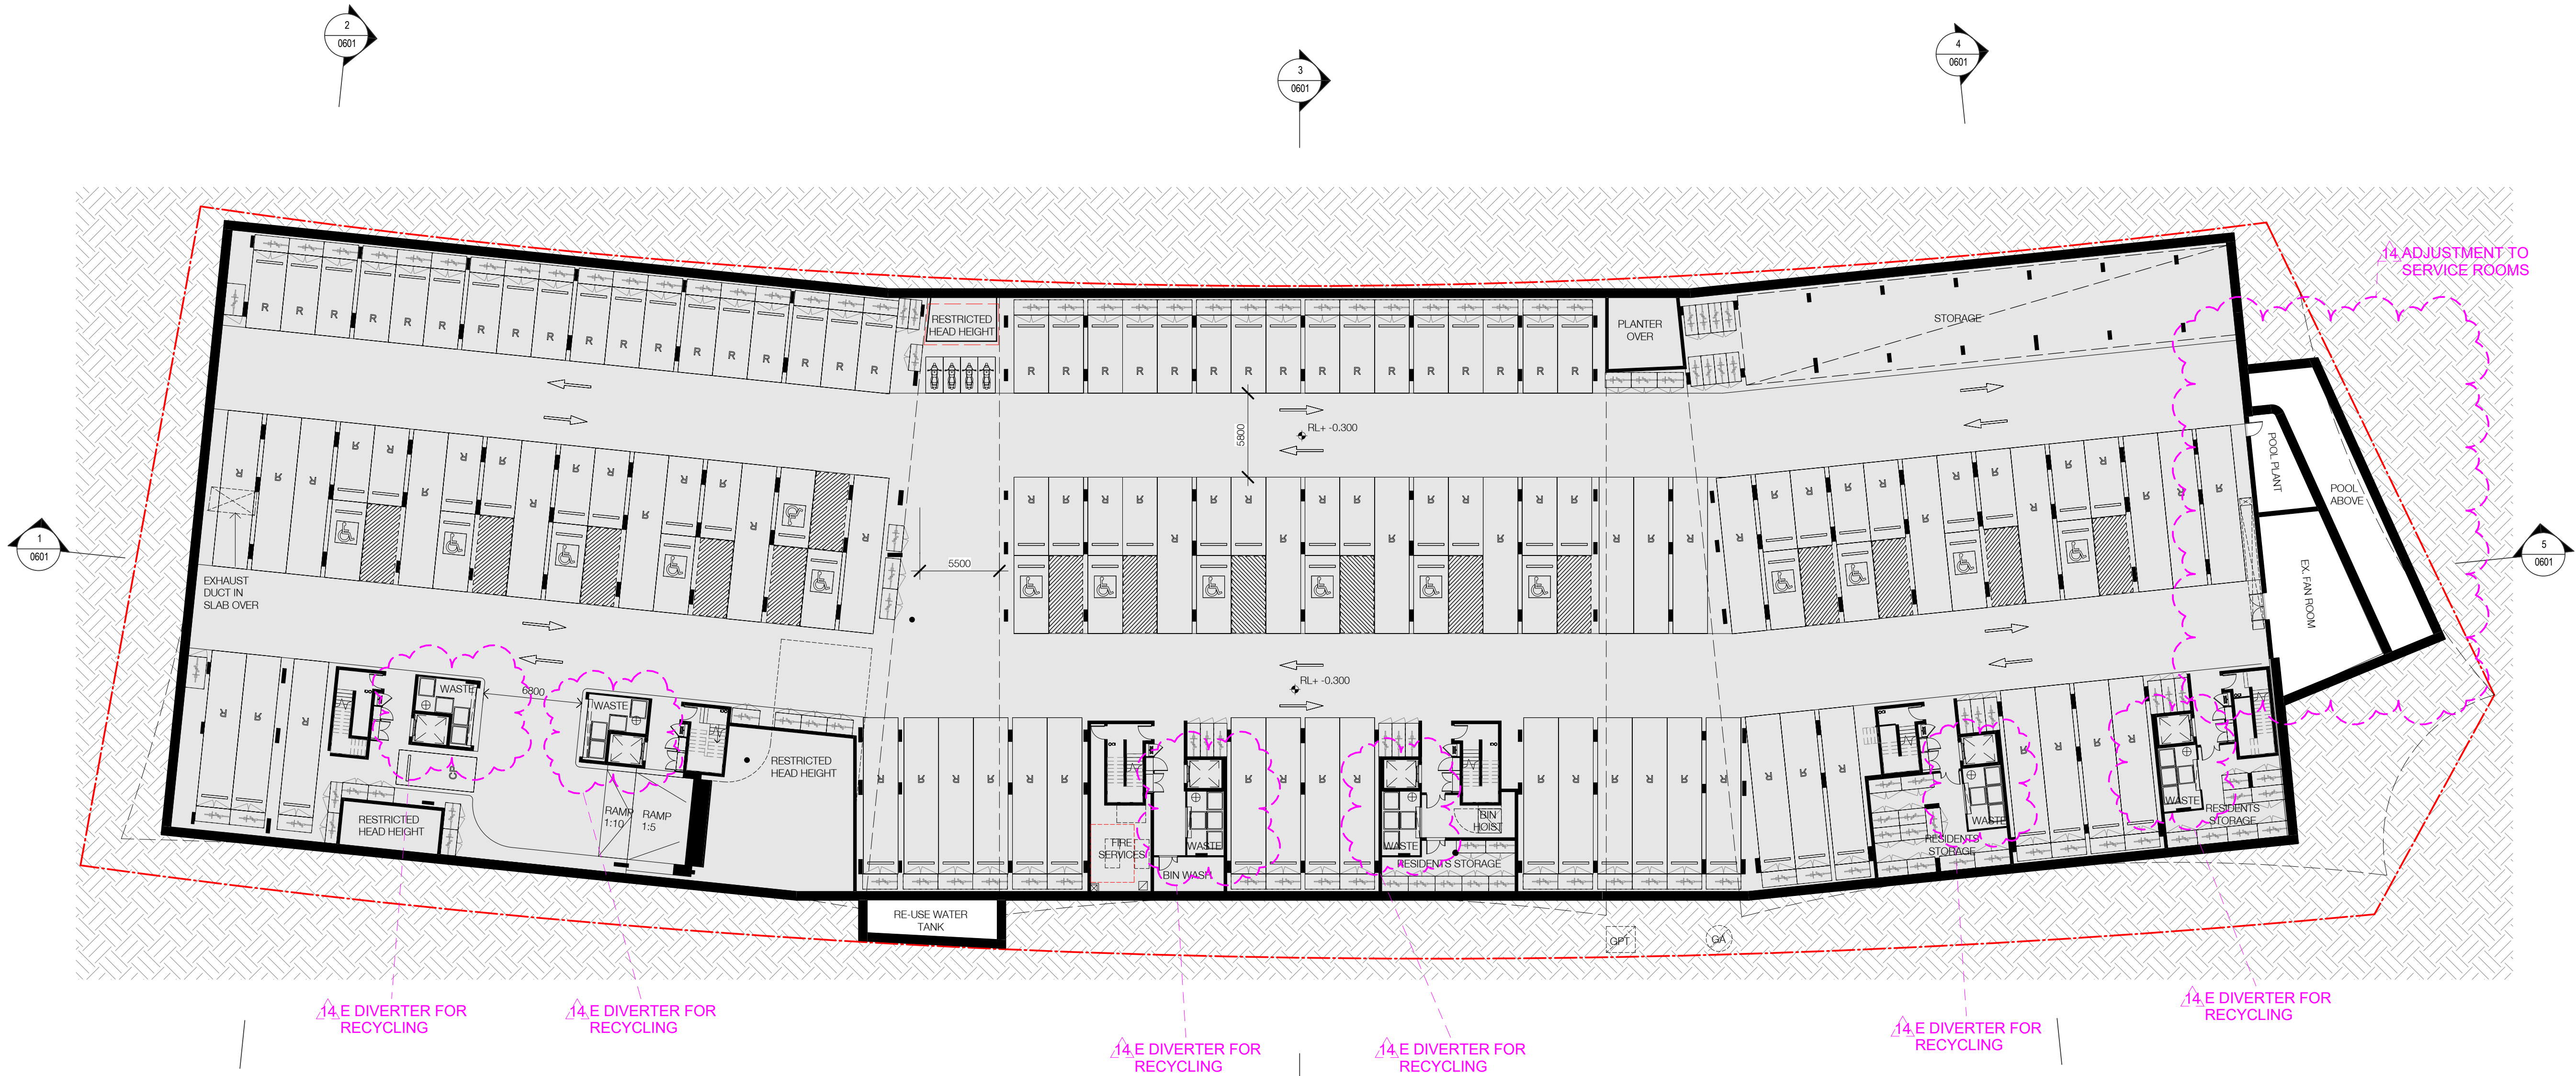 2
0601
3
0601
4
0601
14 ADJUSTMENT TO
SERVICE ROOMS
R R R R R R R R R R R R R R R R R R
RESTRICTED
HEAD HEIGHT
R R R R R R R R R R R R R R R R
PLANTER
OVER
STORAGE
5800
RL+ -0.300
POOL PLANT
POOL
ABOVE
1
0601
5
0601
EXHAUST
DUCT IN
SLAB OVER
5500
EX. FAN ROOM
WASTE
6800
WASTE
RL+ -0.300
RESTRICTED
HEAD HEIGHT
CP
RAMP
1:10
RAMP
1:5
RESTRICTED
HEAD HEIGHT
FIRE
SERVICES
WASTE
BIN WASH
WASTE
BIN
HOIST
RESIDENTS STORAGE
WASTE
RESIDENTS
STORAGE
WASTE
RESIDENTS
STORAGE
RE-USE WATER
TANK
GPT
GA
14 E DIVERTER FOR
RECYCLING
14 E DIVERTER FOR
RECYCLING
14 E DIVERTER FOR
RECYCLING
14 E DIVERTER FOR
RECYCLING
14 E DIVERTER FOR
RECYCLING
14 E DIVERTER FOR
RECYCLING